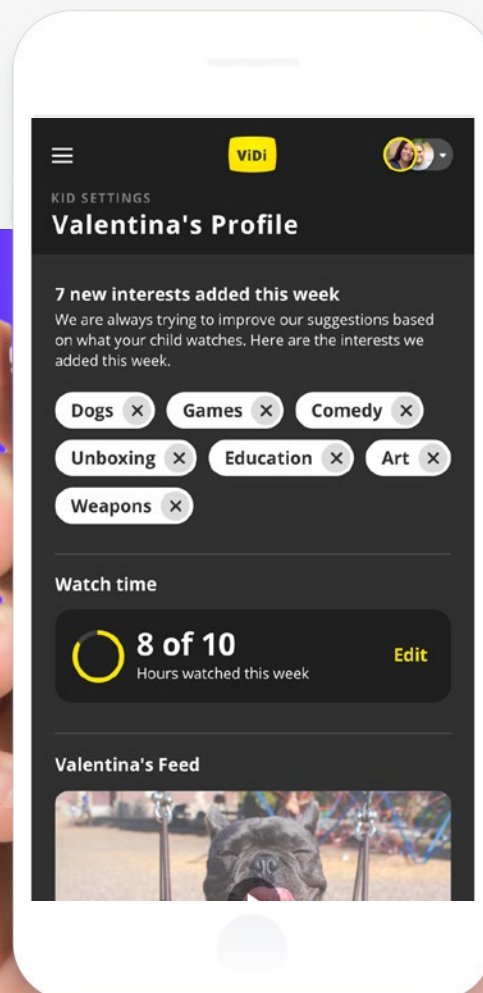 ViDi
KID SETTINGS
Valentina's Profile
7 new interests added this week
We are always trying to improve our suggestions based
on what your child watches. Here are the interests we
added this week.
Dogs × Games × Comedy ×
Unboxing × Education × Art ×
Weapons ×
Watch time
8 of 10
Hours watched this week
Edit
Valentina's Feed